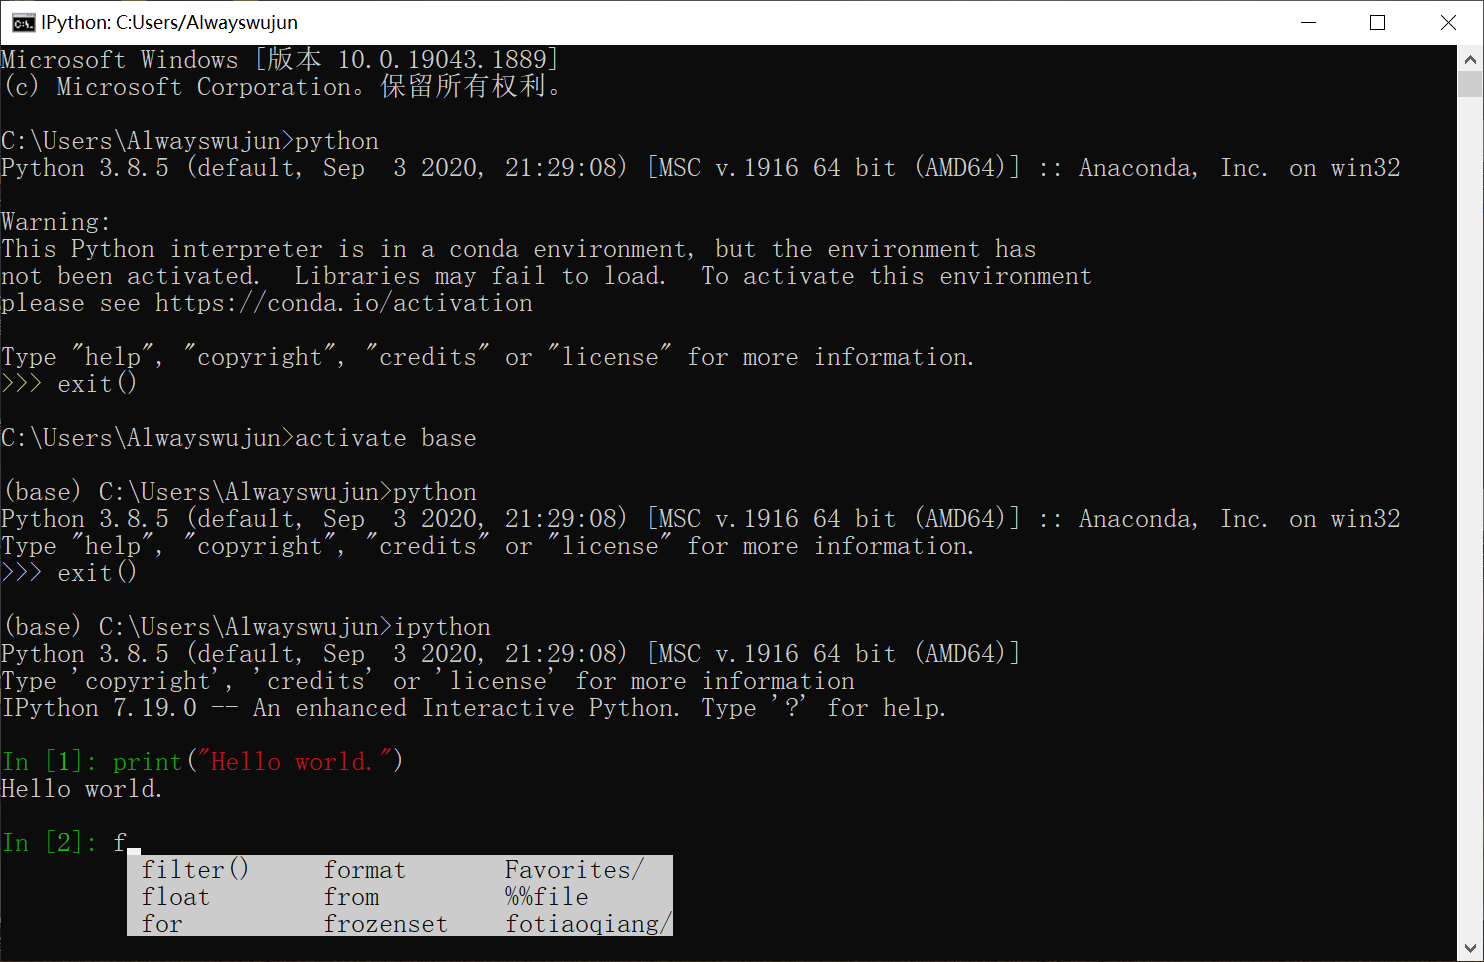 IPython: C:Users/Alwayswujun
Microsoft Windows [版本 10.0.19043.1889]
(c) Microsoft Corporation。保留所有权利。
C:\Users\Alwayswujun>python
Python 3.8.5 (default, Sep  3 2020, 21:29:08) [MSC v.1916 64 bit (AMD64)] :: Anaconda, Inc. on win32
Warning:
This Python interpreter is in a conda environment, but the environment has
not been activated.  Libraries may fail to load.  To activate this environment
please see https://conda.io/activation
Type "help", "copyright", "credits" or "license" for more information.
>>> exit()
C:\Users\Alwayswujun>activate base
(base) C:\Users\Alwayswujun>python
Python 3.8.5 (default, Sep  3 2020, 21:29:08) [MSC v.1916 64 bit (AMD64)] :: Anaconda, Inc. on win32
Type "help", "copyright", "credits" or "license" for more information.
>>> exit()
(base) C:\Users\Alwayswujun>ipython
Python 3.8.5 (default, Sep  3 2020, 21:29:08) [MSC v.1916 64 bit (AMD64)]
Type 'copyright', 'credits' or 'license' for more information
IPython 7.19.0 -- An enhanced Interactive Python. Type '?' for help.
In [1]: print("Hello world.")
Hello world.
In [2]: f
filter() format Favorites/
float from %%file
for frozenset fotiaoqiang/